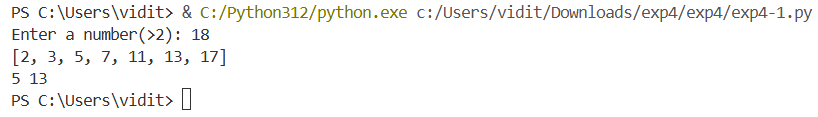 PS C:\Users\vidit> & C:/Python312/python.exe c:/Users/vidit/Downloads/exp4/exp4/exp4-1.py
Enter a number(>2): 18
[2, 3, 5, 7, 11, 13, 17]
5 13
PS C:\Users\vidit>